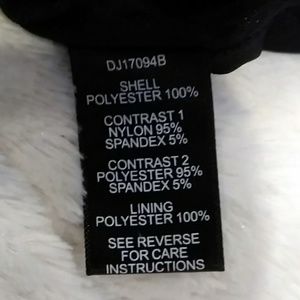 DJ17094B
SHELL
POLYESTER 100%
CONTRAST 1
NYLON 95%
SPANDEX 5%
CONTRAST 2
POLYESTER 95%
SPANDEX 5%
LINING
POLYESTER 100%
SEE REVERSE
FOR CARE
INSTRUCTIONS